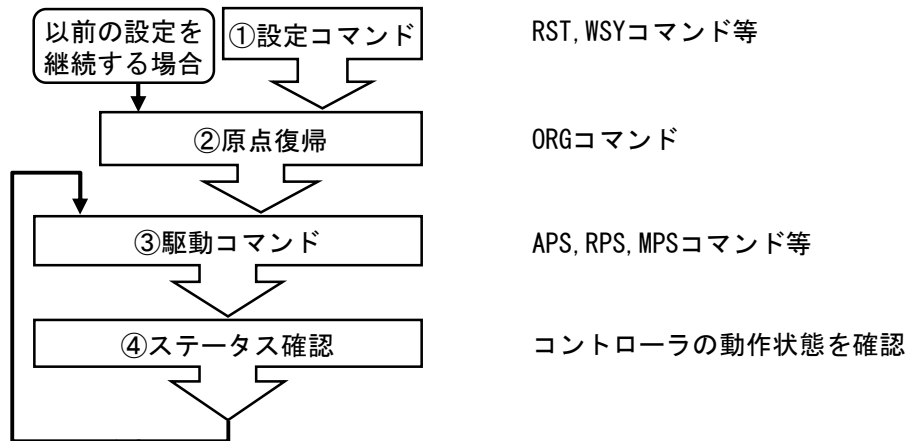 以前の設定を
継続する場合
①設定コマンド
RST,WSYコマンド等
②原点復帰
ORGコマンド
③駆動コマンド
APS,RPS,MPSコマンド等
④ステータス確認
コントローラの動作状態を確認